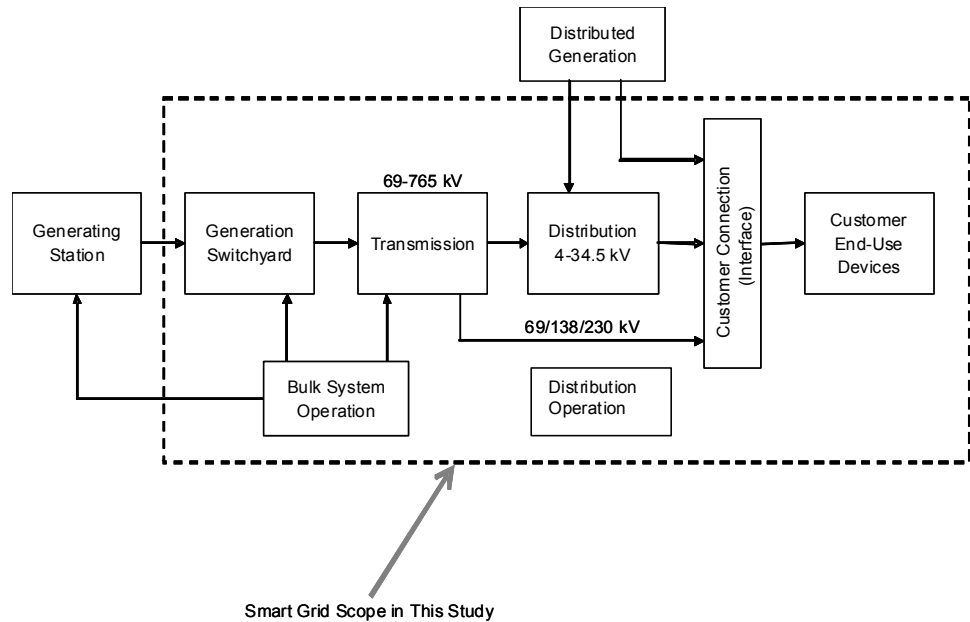 Distributed
Generation
69-765 kV
Generating
Station
Generation
Switchyard
Transmission
Distribution
4-34.5 kV
Customer Connection
(Interface)
Customer
End-Use
Devices
69/138/230 kV
Bulk System
Operation
Distribution
Operation
Smart Grid Scope in This Study